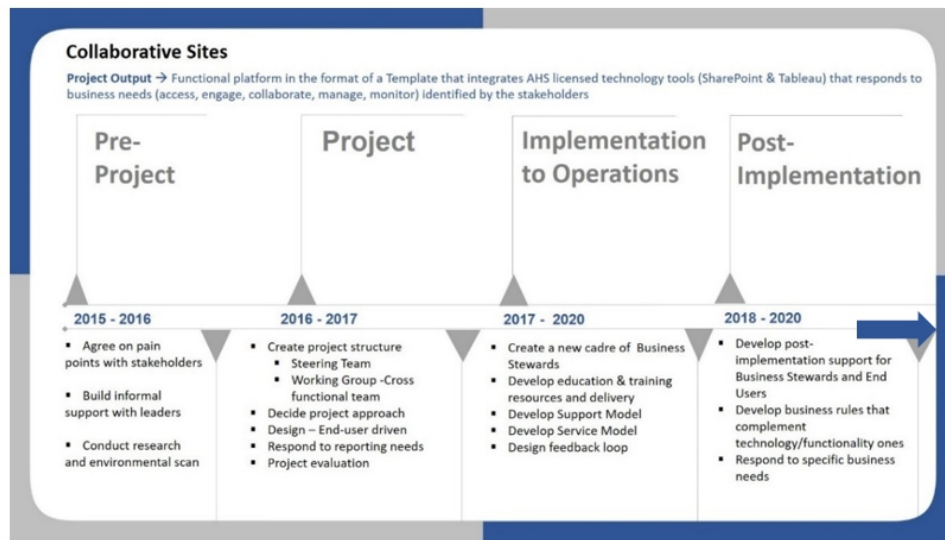 Collaborative Sites
Project Output → Functional platform in the format of a Template that integrates AHS licensed technology tools (SharePoint & Tableau) that responds to
business needs (access, engage, collaborate, manage, monitor) identified by the stakeholders
Pre-
Project
Project
Implementation
to Operations
Post-
Implementation
2015 - 2016
▪ Agree on pain
points with stakeholders
▪ Build informal
support with leaders
▪ Conduct research
and environmental scan
2016 - 2017
▪ Create project structure
▪ Steering Team
▪ Working Group -Cross
functional team
▪ Decide project approach
▪ Design – End-user driven
▪ Respond to reporting needs
▪ Project evaluation
2017 - 2020
▪ Create a new cadre of Business
Stewards
▪ Develop education & training
resources and delivery
▪ Develop Support Model
▪ Develop Service Model
▪ Design feedback loop
2018 - 2020
▪ Develop post-
implementation support for
Business Stewards and End
Users
▪ Develop business rules that
complement
technology/functionality ones
▪ Respond to specific business
needs